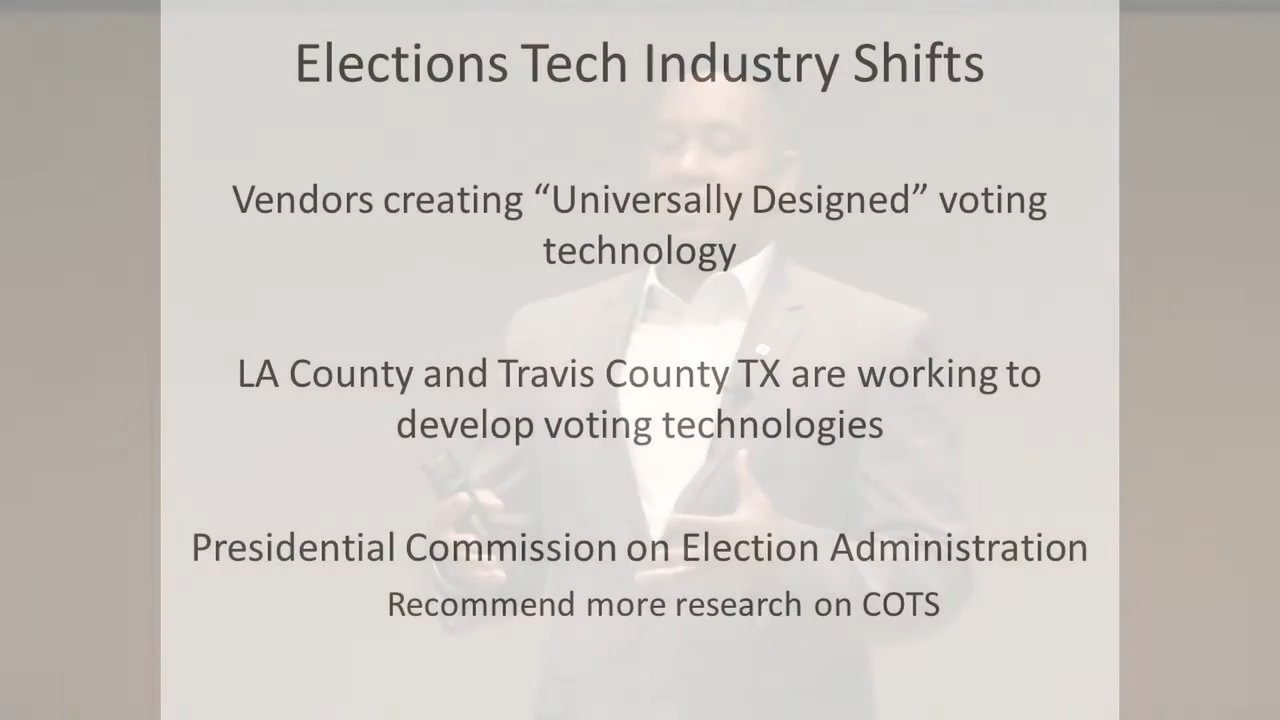 Elections Tech Industry Shifts
Vendors creating “Universally Designed” voting
technology
LA County and Travis County TX are working to
develop voting technologies
Presidential Commission on Election Administration
Recommend more research on COTS